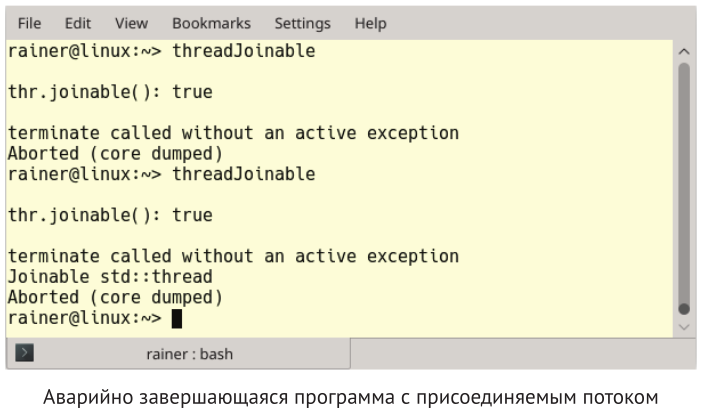 File Edit View Bookmarks Settings Help
rainer@linux:~> threadJoinable
thr.joinable(): true
terminate called without an active exception
Aborted (core dumped)
rainer@linux:~> threadJoinable
thr.joinable(): true
terminate called without an active exception
Joinable std::thread
Aborted (core dumped)
rainer@linux:~>
rainer : bash
Аварийно завершающаяся программа с присоединяемым потоком